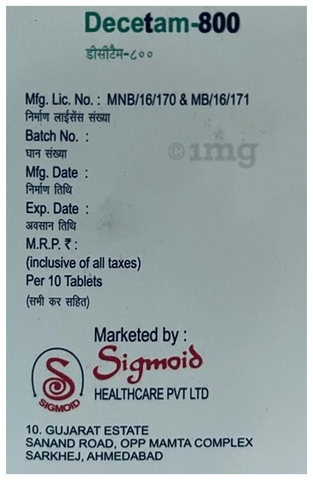 Decetam-800
डीसीटैम-८००
Mfg. Lic. No. : MNB/16/170 & MB/16/171
निर्माण लाईसेंस संख्या
Batch No. :
घान संख्या
©1mg
Mfg. Date :
निर्माण तिथि
Exp. Date :
अवसान तिथि
M.R.P. ₹ :
(inclusive of all taxes)
Per 10 Tablets
(सभी कर सहित)
Marketed by :
Sigmoid
HEALTHCARE PVT LTD
SIGMOID
10. GUJARAT ESTATE
SANAND ROAD, OPP MAMTA COMPLEX
SARKHEJ, AHMEDABAD